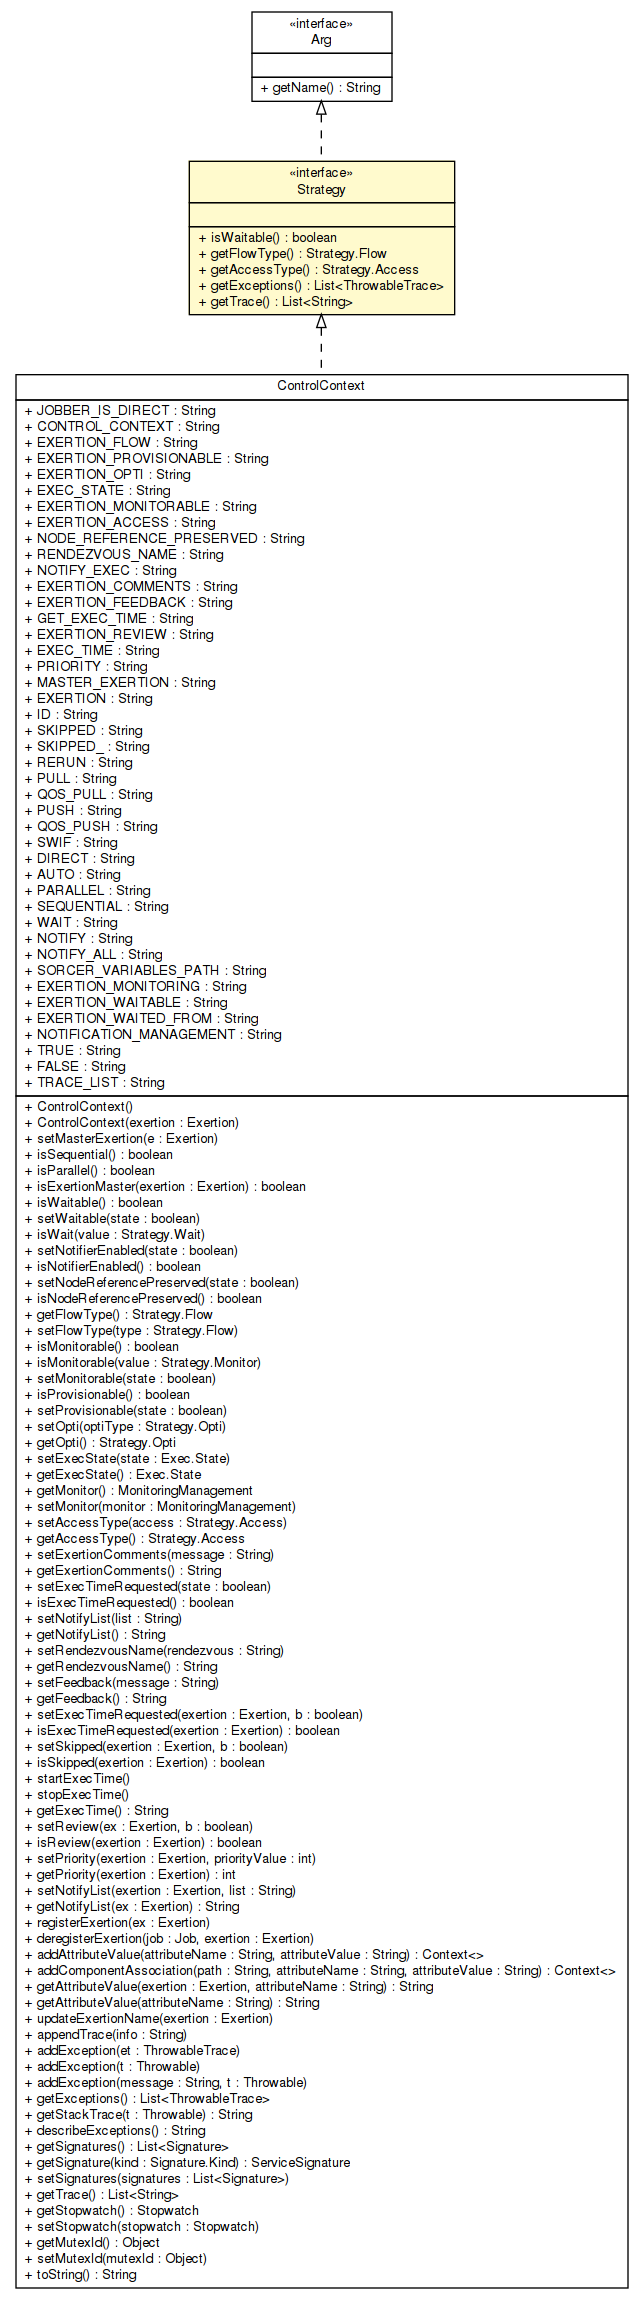 «interface»
Arg
+ getName() : String
«interface»
Strategy
+ isWaitable() : boolean
+ getFlowType() : Strategy.Flow
+ getAccessType() : Strategy.Access
+ getExceptions() : List<ThrowableTrace>
+ getTrace() : List<String>
ControlContext
+ JOBBER_IS_DIRECT : String
+ CONTROL_CONTEXT : String
+ EXERTION_FLOW : String
+ EXERTION_PROVISIONABLE : String
+ EXERTION_OPTI : String
+ EXEC_STATE : String
+ EXERTION_MONITORABLE : String
+ EXERTION_ACCESS : String
+ NODE_REFERENCE_PRESERVED : String
+ RENDEZVOUS_NAME : String
+ NOTIFY_EXEC : String
+ EXERTION_COMMENTS : String
+ EXERTION_FEEDBACK : String
+ GET_EXEC_TIME : String
+ EXERTION_REVIEW : String
+ EXEC_TIME : String
+ PRIORITY : String
+ MASTER_EXERTION : String
+ EXERTION : String
+ ID : String
+ SKIPPED : String
+ SKIPPED_ : String
+ RERUN : String
+ PULL : String
+ QOS_PULL : String
+ PUSH : String
+ QOS_PUSH : String
+ SWIF : String
+ DIRECT : String
+ AUTO : String
+ PARALLEL : String
+ SEQUENTIAL : String
+ WAIT : String
+ NOTIFY : String
+ NOTIFY_ALL : String
+ SORCER_VARIABLES_PATH : String
+ EXERTION_MONITORING : String
+ EXERTION_WAITABLE : String
+ EXERTION_WAITED_FROM : String
+ NOTIFICATION_MANAGEMENT : String
+ TRUE : String
+ FALSE : String
+ TRACE_LIST : String
+ ControlContext()
+ ControlContext(exertion : Exertion)
+ setMasterExertion(e : Exertion)
+ isSequential() : boolean
+ isParallel() : boolean
+ isExertionMaster(exertion : Exertion) : boolean
+ isWaitable() : boolean
+ setWaitable(state : boolean)
+ isWait(value : Strategy.Wait)
+ setNotifierEnabled(state : boolean)
+ isNotifierEnabled() : boolean
+ setNodeReferencePreserved(state : boolean)
+ isNodeReferencePreserved() : boolean
+ getFlowType() : Strategy.Flow
+ setFlowType(type : Strategy.Flow)
+ isMonitorable() : boolean
+ isMonitorable(value : Strategy.Monitor)
+ setMonitorable(state : boolean)
+ isProvisionable() : boolean
+ setProvisionable(state : boolean)
+ setOpti(optiType : Strategy.Opti)
+ getOpti() : Strategy.Opti
+ setExecState(state : Exec.State)
+ getExecState() : Exec.State
+ getMonitor() : MonitoringManagement
+ setMonitor(monitor : MonitoringManagement)
+ setAccessType(access : Strategy.Access)
+ getAccessType() : Strategy.Access
+ setExertionComments(message : String)
+ getExertionComments() : String
+ setExecTimeRequested(state : boolean)
+ isExecTimeRequested() : boolean
+ setNotifyList(list : String)
+ getNotifyList() : String
+ setRendezvousName(rendezvous : String)
+ getRendezvousName() : String
+ setFeedback(message : String)
+ getFeedback() : String
+ setExecTimeRequested(exertion : Exertion, b : boolean)
+ isExecTimeRequested(exertion : Exertion) : boolean
+ setSkipped(exertion : Exertion, b : boolean)
+ isSkipped(exertion : Exertion) : boolean
+ startExecTime()
+ stopExecTime()
+ getExecTime() : String
+ setReview(ex : Exertion, b : boolean)
+ isReview(exertion : Exertion) : boolean
+ setPriority(exertion : Exertion, priorityValue : int)
+ getPriority(exertion : Exertion) : int
+ setNotifyList(exertion : Exertion, list : String)
+ getNotifyList(ex : Exertion) : String
+ registerExertion(ex : Exertion)
+ deregisterExertion(job : Job, exertion : Exertion)
+ addAttributeValue(attributeName : String, attributeValue : String) : Context<>
+ addComponentAssociation(path : String, attributeName : String, attributeValue : String) : Context<>
+ getAttributeValue(exertion : Exertion, attributeName : String) : String
+ getAttributeValue(attributeName : String) : String
+ updateExertionName(exertion : Exertion)
+ appendTrace(info : String)
+ addException(et : ThrowableTrace)
+ addException(t : Throwable)
+ addException(message : String, t : Throwable)
+ getExceptions() : List<ThrowableTrace>
+ getStackTrace(t : Throwable) : String
+ describeExceptions() : String
+ getSignatures() : List<Signature>
+ getSignature(kind : Signature.Kind) : ServiceSignature
+ setSignatures(signatures : List<Signature>)
+ getTrace() : List<String>
+ getStopwatch() : Stopwatch
+ setStopwatch(stopwatch : Stopwatch)
+ getMutexId() : Object
+ setMutexId(mutexId : Object)
+ toString() : String